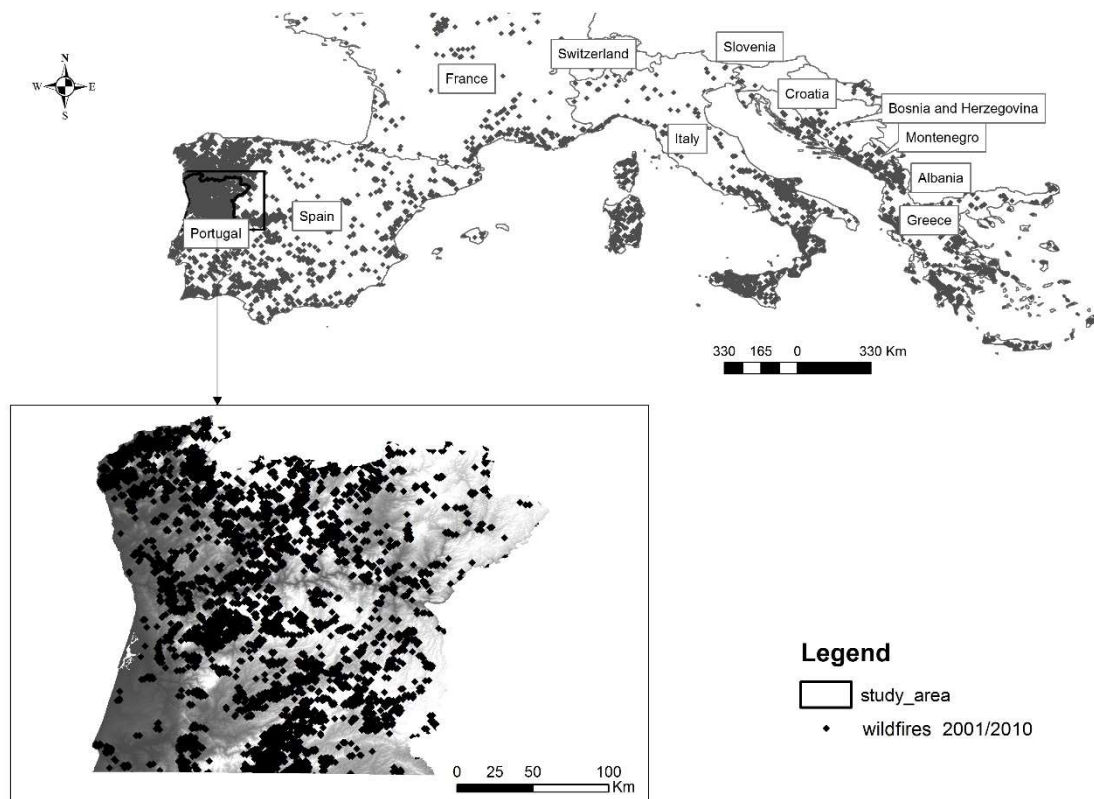 Slovenia
Switzerland
N
France
W E
Croatia
S
Bosnia and Herzegovina
Italy
Montenegro
Albania
Spain
Greece
Portugal
330 165 0 330 Km
Legend
study_area
wildfires 2001/2010
0 25 50 100
Km